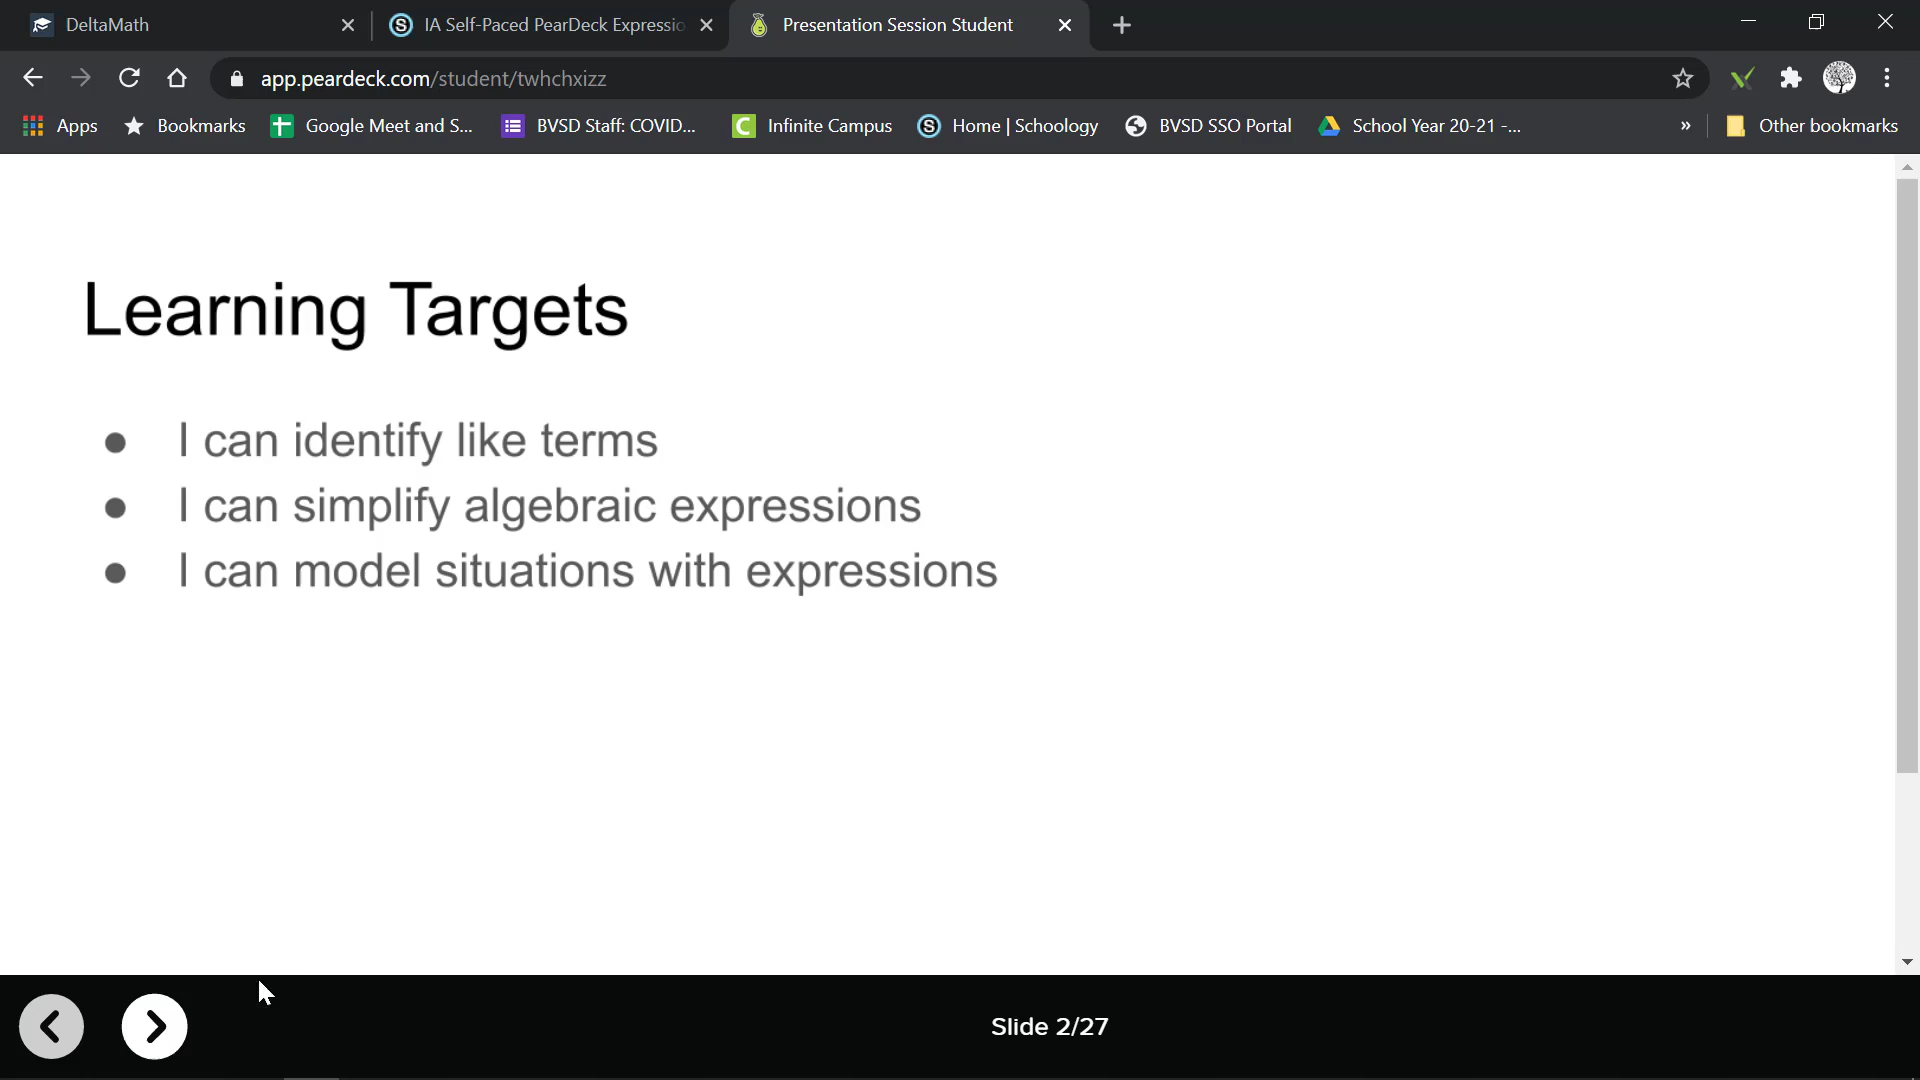 DeltaMath
IA Self-Paced PearDeck Expressio
Presentation Session Student
app.peardeck.com/student/twhchxizz
Apps
Bookmarks
Google Meet and S...
BVSD Staff: COVID...
Infinite Campus
Home | Schoology
BVSD SSO Portal
School Year 20-21 -...
»
Other bookmarks
Learning Targets
● I can identify like terms
● I can simplify algebraic expressions
● I can model situations with expressions
Slide 2/27